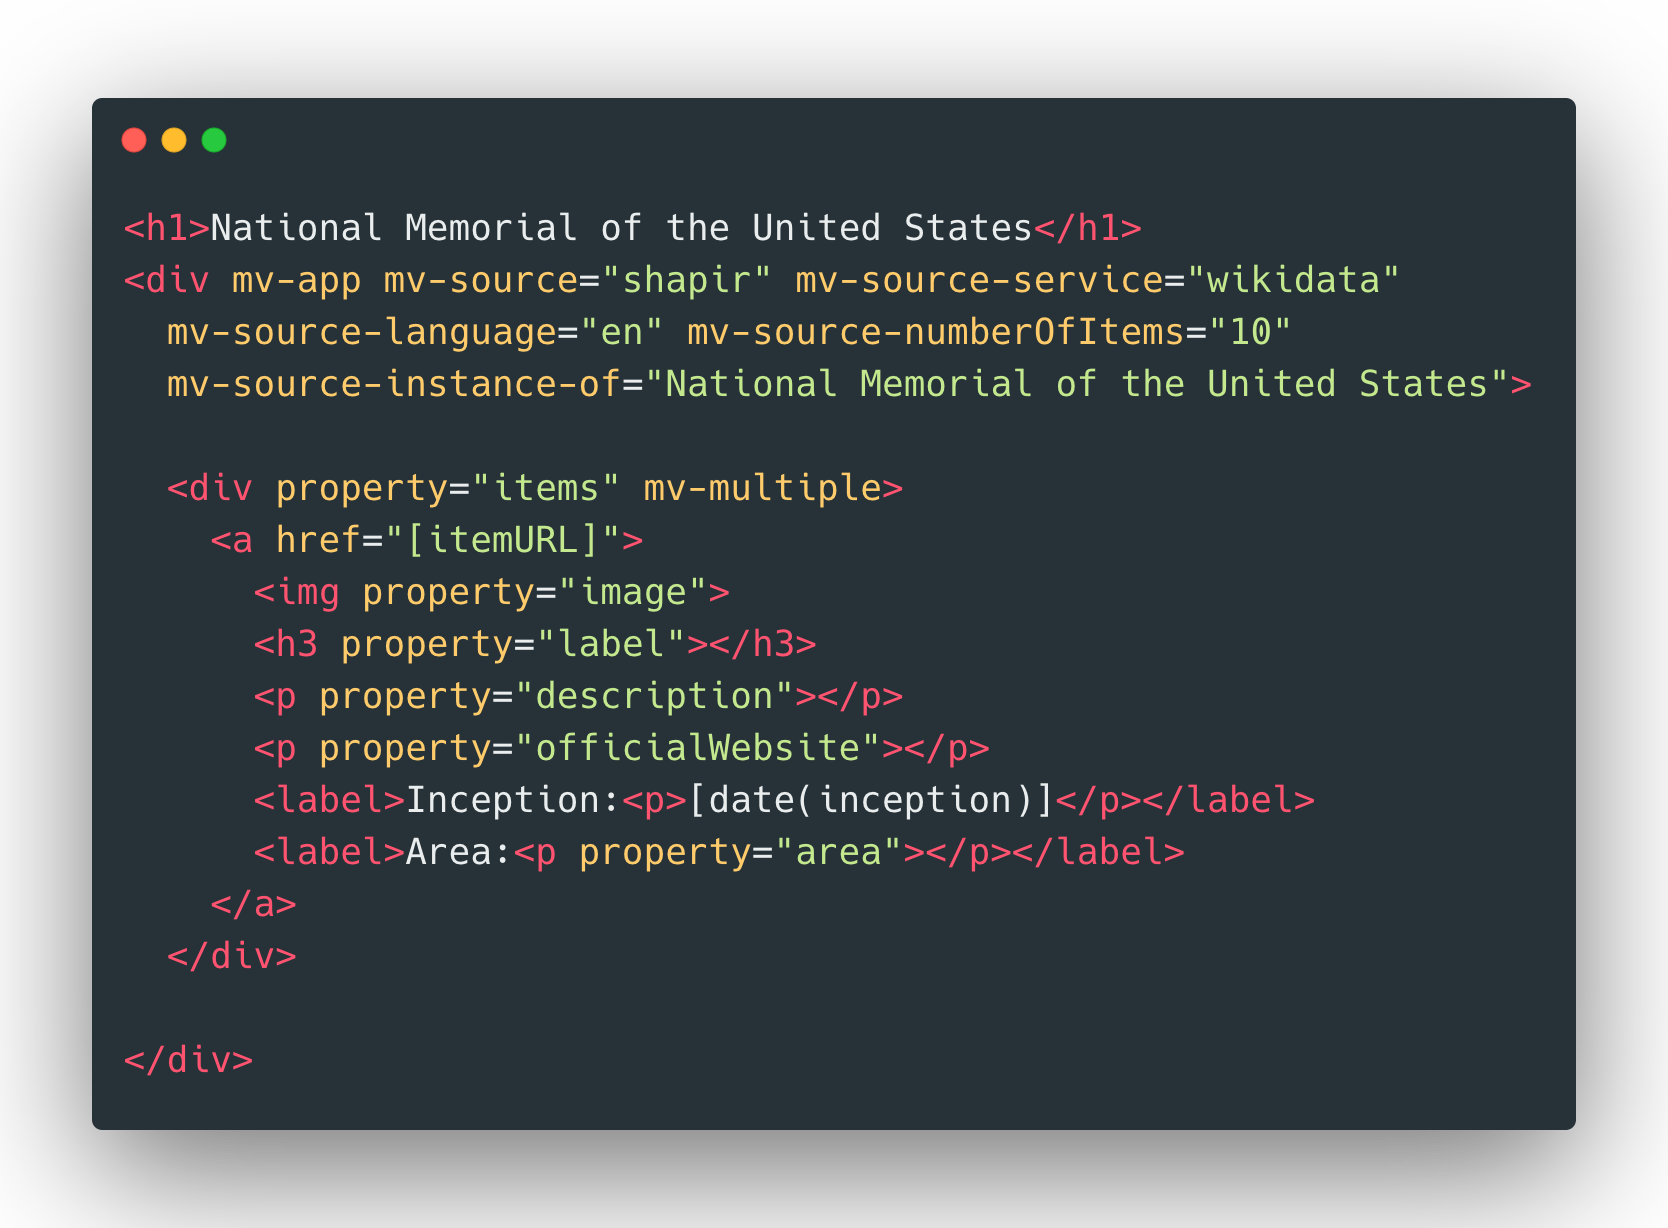 <h1>National Memorial of the United States</h1>
<div mv-app mv-source="shapir" mv-source-service="wikidata"
  mv-source-language="en" mv-source-numberOfItems="10"
  mv-source-instance-of="National Memorial of the United States">
  <div property="items" mv-multiple>
    <a href="[itemURL]">
      <img property="image">
      <h3 property="label"></h3>
      <p property="description"></p>
      <p property="officialWebsite"></p>
      <label>Inception:<p>[date(inception)]</p></label>
      <label>Area:<p property="area"></p></label>
    </a>
  </div>
</div>